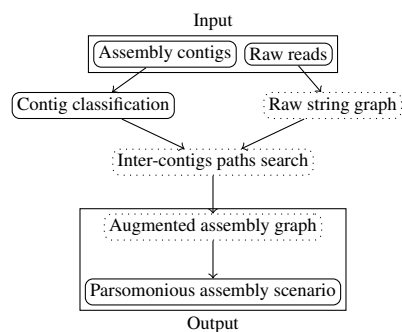 Input
Assembly contigs
Raw reads
Contig classification
Raw string graph
Inter-contigs paths search
Augmented assembly graph
Parsomonious assembly scenario
Output